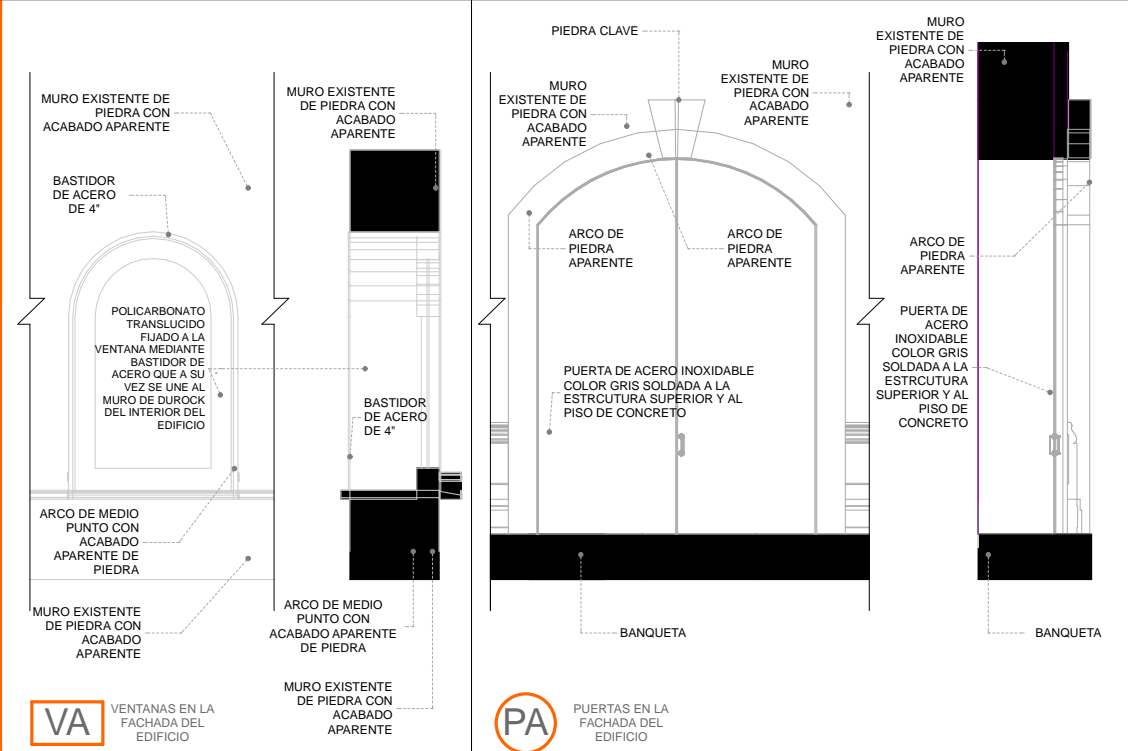 MURO EXISTENTE DE
PIEDRA CON
ACABADO APARENTE
BASTIDOR
DE ACERO
DE 4"
POLICARBONATO
TRANSLUCIDO
FIJADO A LA
VENTANA MEDIANTE
BASTIDOR DE
ACERO QUE A SU
VEZ SE UNE AL
MURO DE DUROCK
DEL INTERIOR DEL
EDIFICIO
ARCO DE MEDIO
PUNTO CON
ACABADO
APARENTE DE
PIEDRA
MURO EXISTENTE
DE PIEDRA CON
ACABADO
APARENTE
MURO EXISTENTE
DE PIEDRA CON
ACABADO
APARENTE
BASTIDOR
DE ACERO
DE 4"
ARCO DE MEDIO
PUNTO CON
ACABADO APARENTE
DE PIEDRA
MURO EXISTENTE
DE PIEDRA CON
ACABADO
APARENTE
VA
VENTANAS EN LA
FACHADA DEL
EDIFICIO
PIEDRA CLAVE
MURO
EXISTENTE DE
PIEDRA CON
ACABADO
APARENTE
MURO
EXISTENTE DE
PIEDRA CON
ACABADO
APARENTE
ARCO DE
PIEDRA
APARENTE
ARCO DE
PIEDRA
APARENTE
PUERTA DE ACERO INOXIDABLE
COLOR GRIS SOLDADA A LA
ESTRCUTURA SUPERIOR Y AL
PISO DE CONCRETO
BANQUETA
MURO
EXISTENTE DE
PIEDRA CON
ACABADO
APARENTE
ARCO DE
PIEDRA
APARENTE
PUERTA DE
ACERO
INOXIDABLE
COLOR GRIS
SOLDADA A LA
ESTRCUTURA
SUPERIOR Y AL
PISO DE
CONCRETO
BANQUETA
PA
PUERTAS EN LA
FACHADA DEL
EDIFICIO